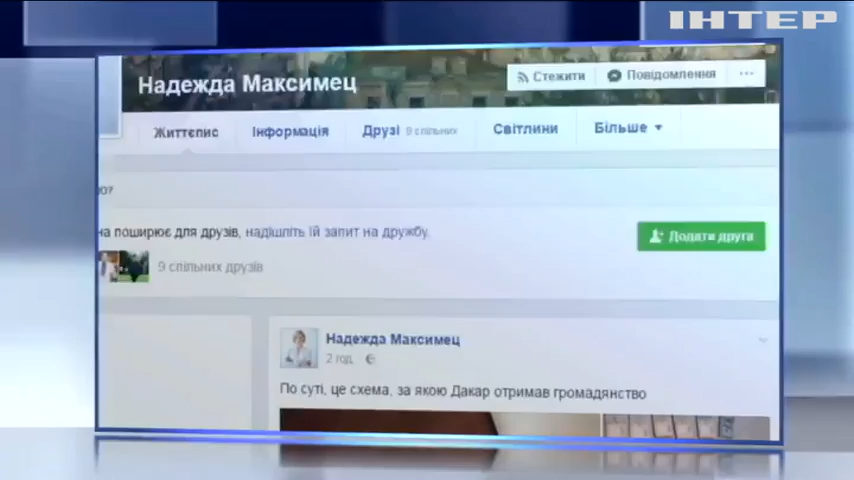 ІНТЕР
Надежда Максимец
Стежити
Повідомлення
...
Життєпис
Інформація
Друзі 9 спільних
Світлини
Більше
ю?
на поширює для друзів, надішліть їй запит на дружбу.
Додати друга
9 спільних друзів
Надежда Максимец
2 год.
По суті, це схема, за якою Дакар отримав громадянство